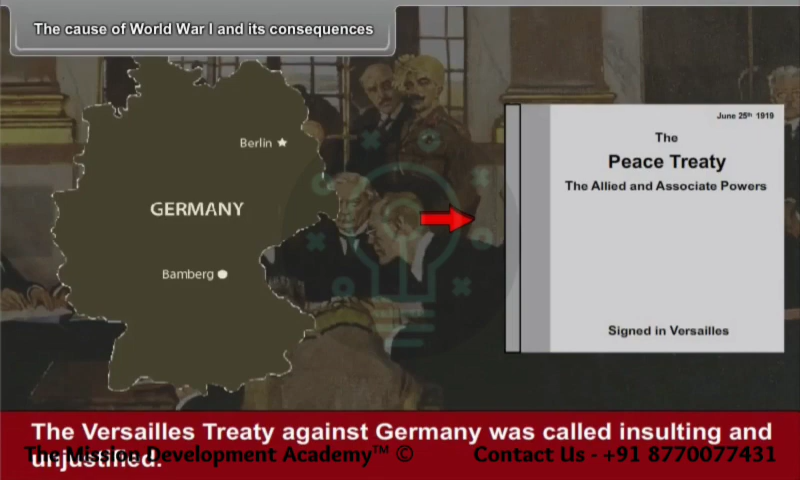 The cause of World War I and its consequences
Berlin
GERMANY
Bamberg
June 25th 1919
The
Peace Treaty
The Allied and Associate Powers
Signed in Versailles
The Versailles Treaty against Germany was called insulting and
unjustified.
The Mission Development Academy™ © Contact Us - +91 8770077431